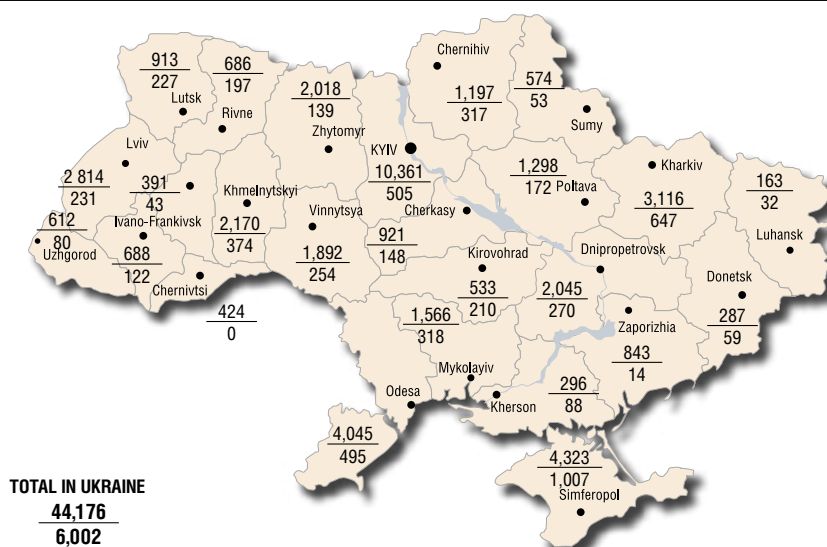 Chernihiv
913
227
Lutsk
686
197
Rivne
2,018
139
Zhytomyr
1,197
317
574
53
Sumy
Lviv
2 814
231
391
43
Khmelnytskyi
2,170
374
KYIV
10,361
505
Cherkasy
1,298
172
Poltava
Kharkiv
3,116
647
163
32
Luhansk
612
80
Uzhgorod
Ivano-Frankivsk
688
122
Chernivtsi
424
0
Vinnytsya
1,892
254
921
148
Kirovohrad
533
210
Dnipropetrovsk
2,045
270
Donetsk
287
59
Zaporizhia
843
14
1,566
318
Mykolayiv
Odesa
Kherson
296
88
4,045
495
4,323
1,007
Simferopol
TOTAL IN UKRAINE
44,176
6,002